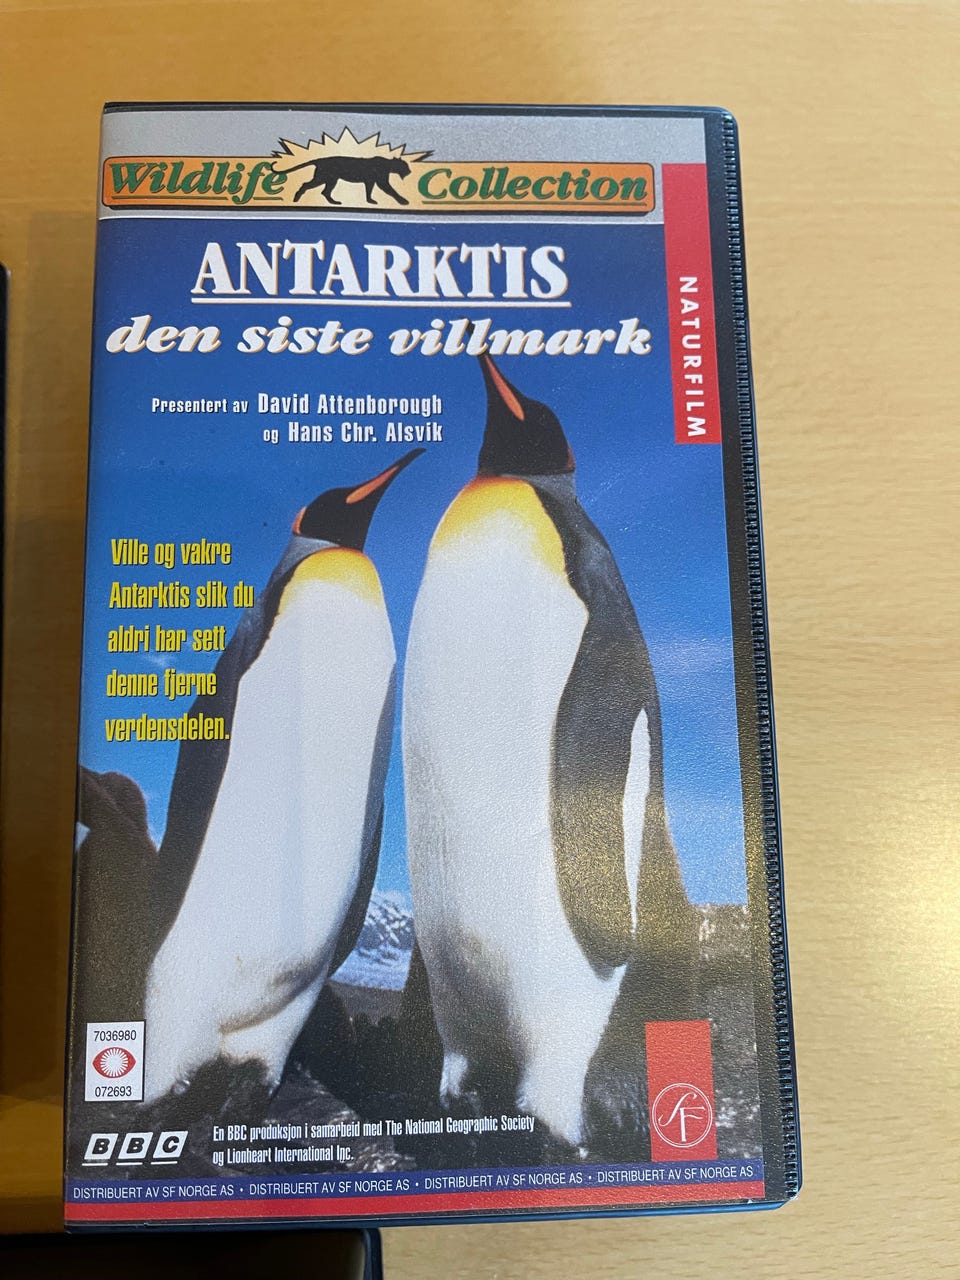 Wildlife Collection
ANTARKTIS
den siste villmark
NATURFILM
Presentert av David Attenborough
og Hans Chr. Alsvik
Ville og vakre
Antarktis slik du
aldri har sett
denne fjerne
verdensdelen.
7036980
072693
BBC
En BBC produksjon i samarbeid med The National Geographic Society
og Lionheart International Inc.
SF
DISTRIBUERT AV SF NORGE AS • DISTRIBUERT AV SF NORGE AS • DISTRIBUERT AV SF NORGE AS • DISTRIBUERT AV SF NORGE AS